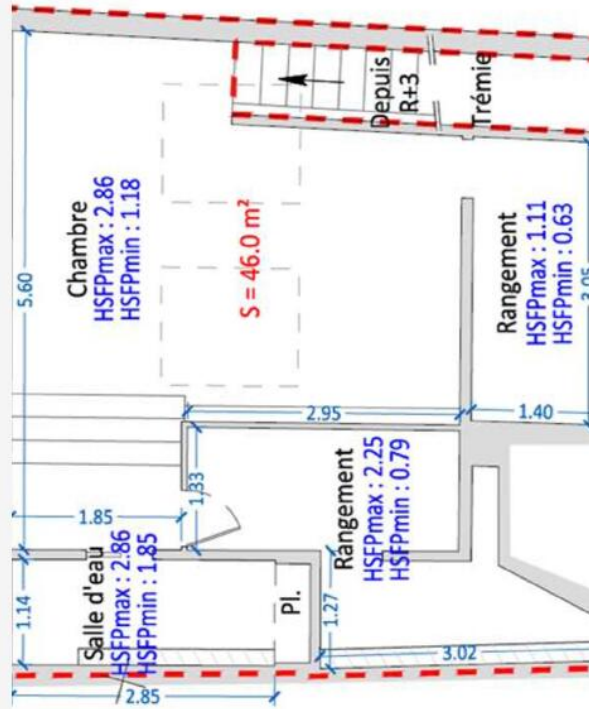 Depuis
R+3
Trémie
5.60
Chambre
HSFPmax : 2.86
HSFPmin : 1.18
S = 46.0 m²
Rangement
HSFPmax : 1.11
HSFPmin : 0.63
3.05
2.95
1.40
1.33
1.85
Rangement
HSFPmax : 2.25
HSFPmin : 0.79
1.14
Salle d'eau
HSFPmax : 2.86
HSFPmin : 1.85
Pl.
1.27
3.02
2.85